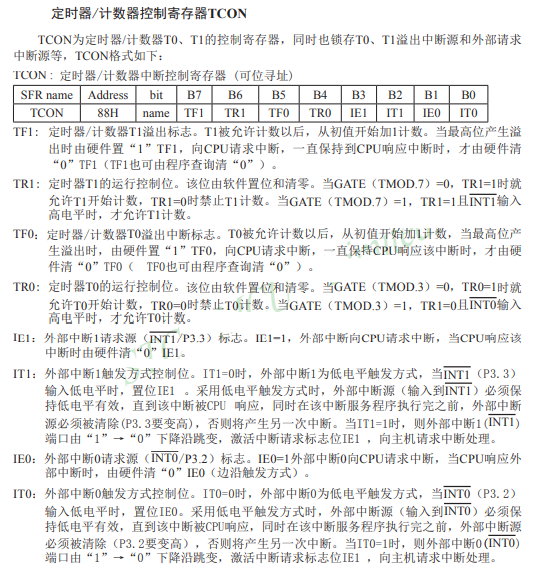 定时器/计数器控制寄存器TCON
TCON为定时器/计数器T0、T1的控制寄存器，同时也锁存T0、T1溢出中断源和外部请求
中断源等，TCON格式如下：
TCON : 定时器/计数器中断控制寄存器 (可位寻址)
SFR name Address bit B7 B6 B5 B4 B3 B2 B1 B0
TCON 88H name TF1 TR1 TF0 TR0 IE1 IT1 IE0 IT0
TF1: 定时器/计数器T1溢出标志。T1被允许计数以后，从初值开始加1计数。当最高位产生溢
出时由硬件置“1”TF1，向CPU请求中断，一直保持到CPU响应中断时，才由硬件清
“0”TF1（TF1也可由程序查询清“0”）。
TR1: 定时器T1的运行控制位。该位由软件置位和清零。当GATE（TMOD.7）=0，TR1=1时就
允许T1开始计数，TR1=0时禁止T1计数。当GATE（TMOD.7）=1，TR1=1且INT1输入
高电平时，才允许T1计数。
TF0: 定时器/计数器T0溢出中断标志。T0被允许计数以后，从初值开始加1计数，当最高位产
生溢出时，由硬件置“1”TF0，向CPU请求中断，一直保持CPU响应该中断时，才由硬
件清“0”TF0（ TF0也可由程序查询清“0”）。
TR0: 定时器T0的运行控制位。该位由软件置位和清零。当GATE（TMOD.3）=0，TR0=1时就
允许T0开始计数，TR0=0时禁止T0计数。当GATE（TMOD.3）=1，TR1=0且INT0输入
高电平时，才允许T0计数。
IE1: 外部中断1请求源（INT1/P3.3）标志。IE1=1，外部中断向CPU请求中断，当CPU响应该
中断时由硬件清“0”IE1。
IT1: 外部中断1触发方式控制位。IT1=0时，外部中断1为低电平触发方式，当INT1（P3.3）
输入低电平时，置位IE1 。采用低电平触发方式时，外部中断源（输入到INT1）必须保
持低电平有效，直到该中断被CPU 响应，同时在该中断服务程序执行完之前，外部中断
源必须被清除(P3.3要变高)，否则将产生另一次中断。当IT1=1时，则外部中断1(INT1)
端口由“1”→“0”下降沿跳变，激活中断请求标志位IE1 ，向主机请求中断处理。
IE0: 外部中断0请求源（INT0/P3.2）标志。IE0=1外部中断0向CPU请求中断，当CPU响应外
部中断时，由硬件清“0”IE0（边沿触发方式）。
IT0: 外部中断0触发方式控制位。IT0=0时，外部中断0为低电平触发方式，当INT0（P3.2）
输入低电平时，置位IE0。采用低电平触发方式时，外部中断源（输入到INT0）必须保
持低电平有效，直到该中断被CPU响应，同时在该中断服务程序执行完之前，外部中断源
必须被清除（P3.2要变高），否则将产生另一次中断。当IT0=1时，则外部中断0(INT0)
端口由“1”→“0”下降沿跳变，激活中断请求标志位IE1 ，向主机请求中断处理。